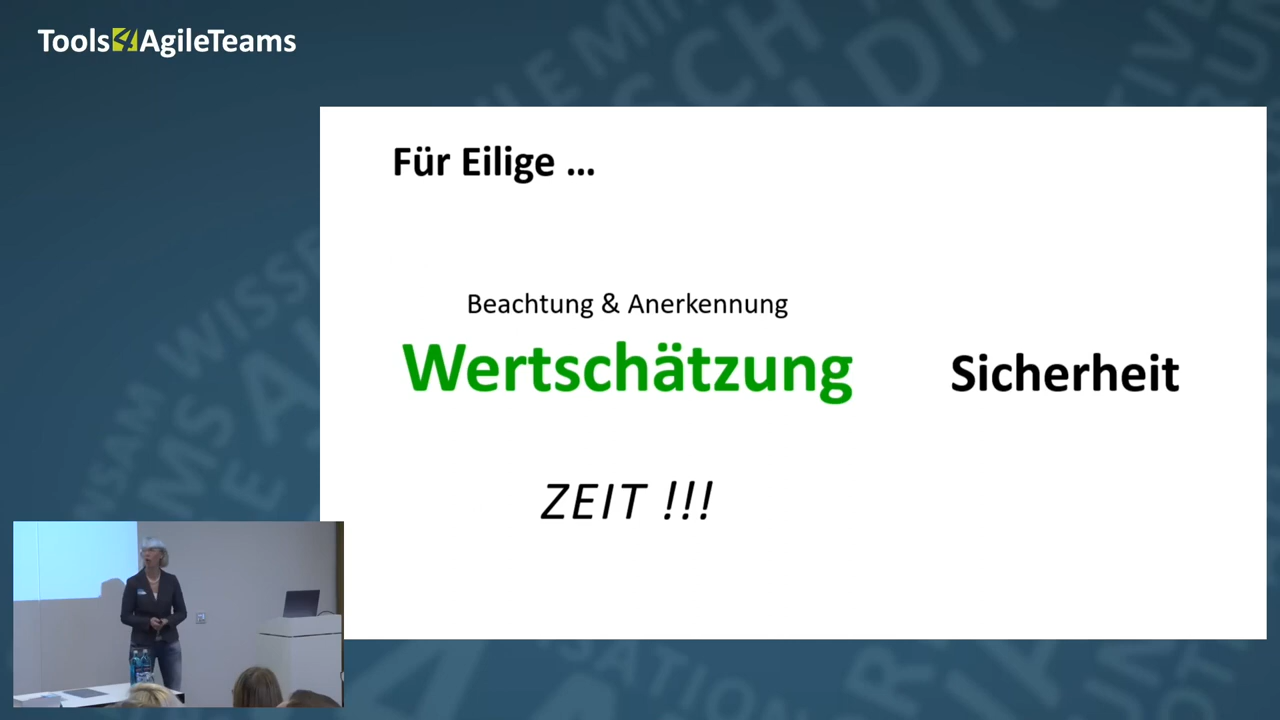 Tools4AgileTeams
Für Eilige ...
Beachtung & Anerkennung
Wertschätzung
Sicherheit
ZEIT !!!